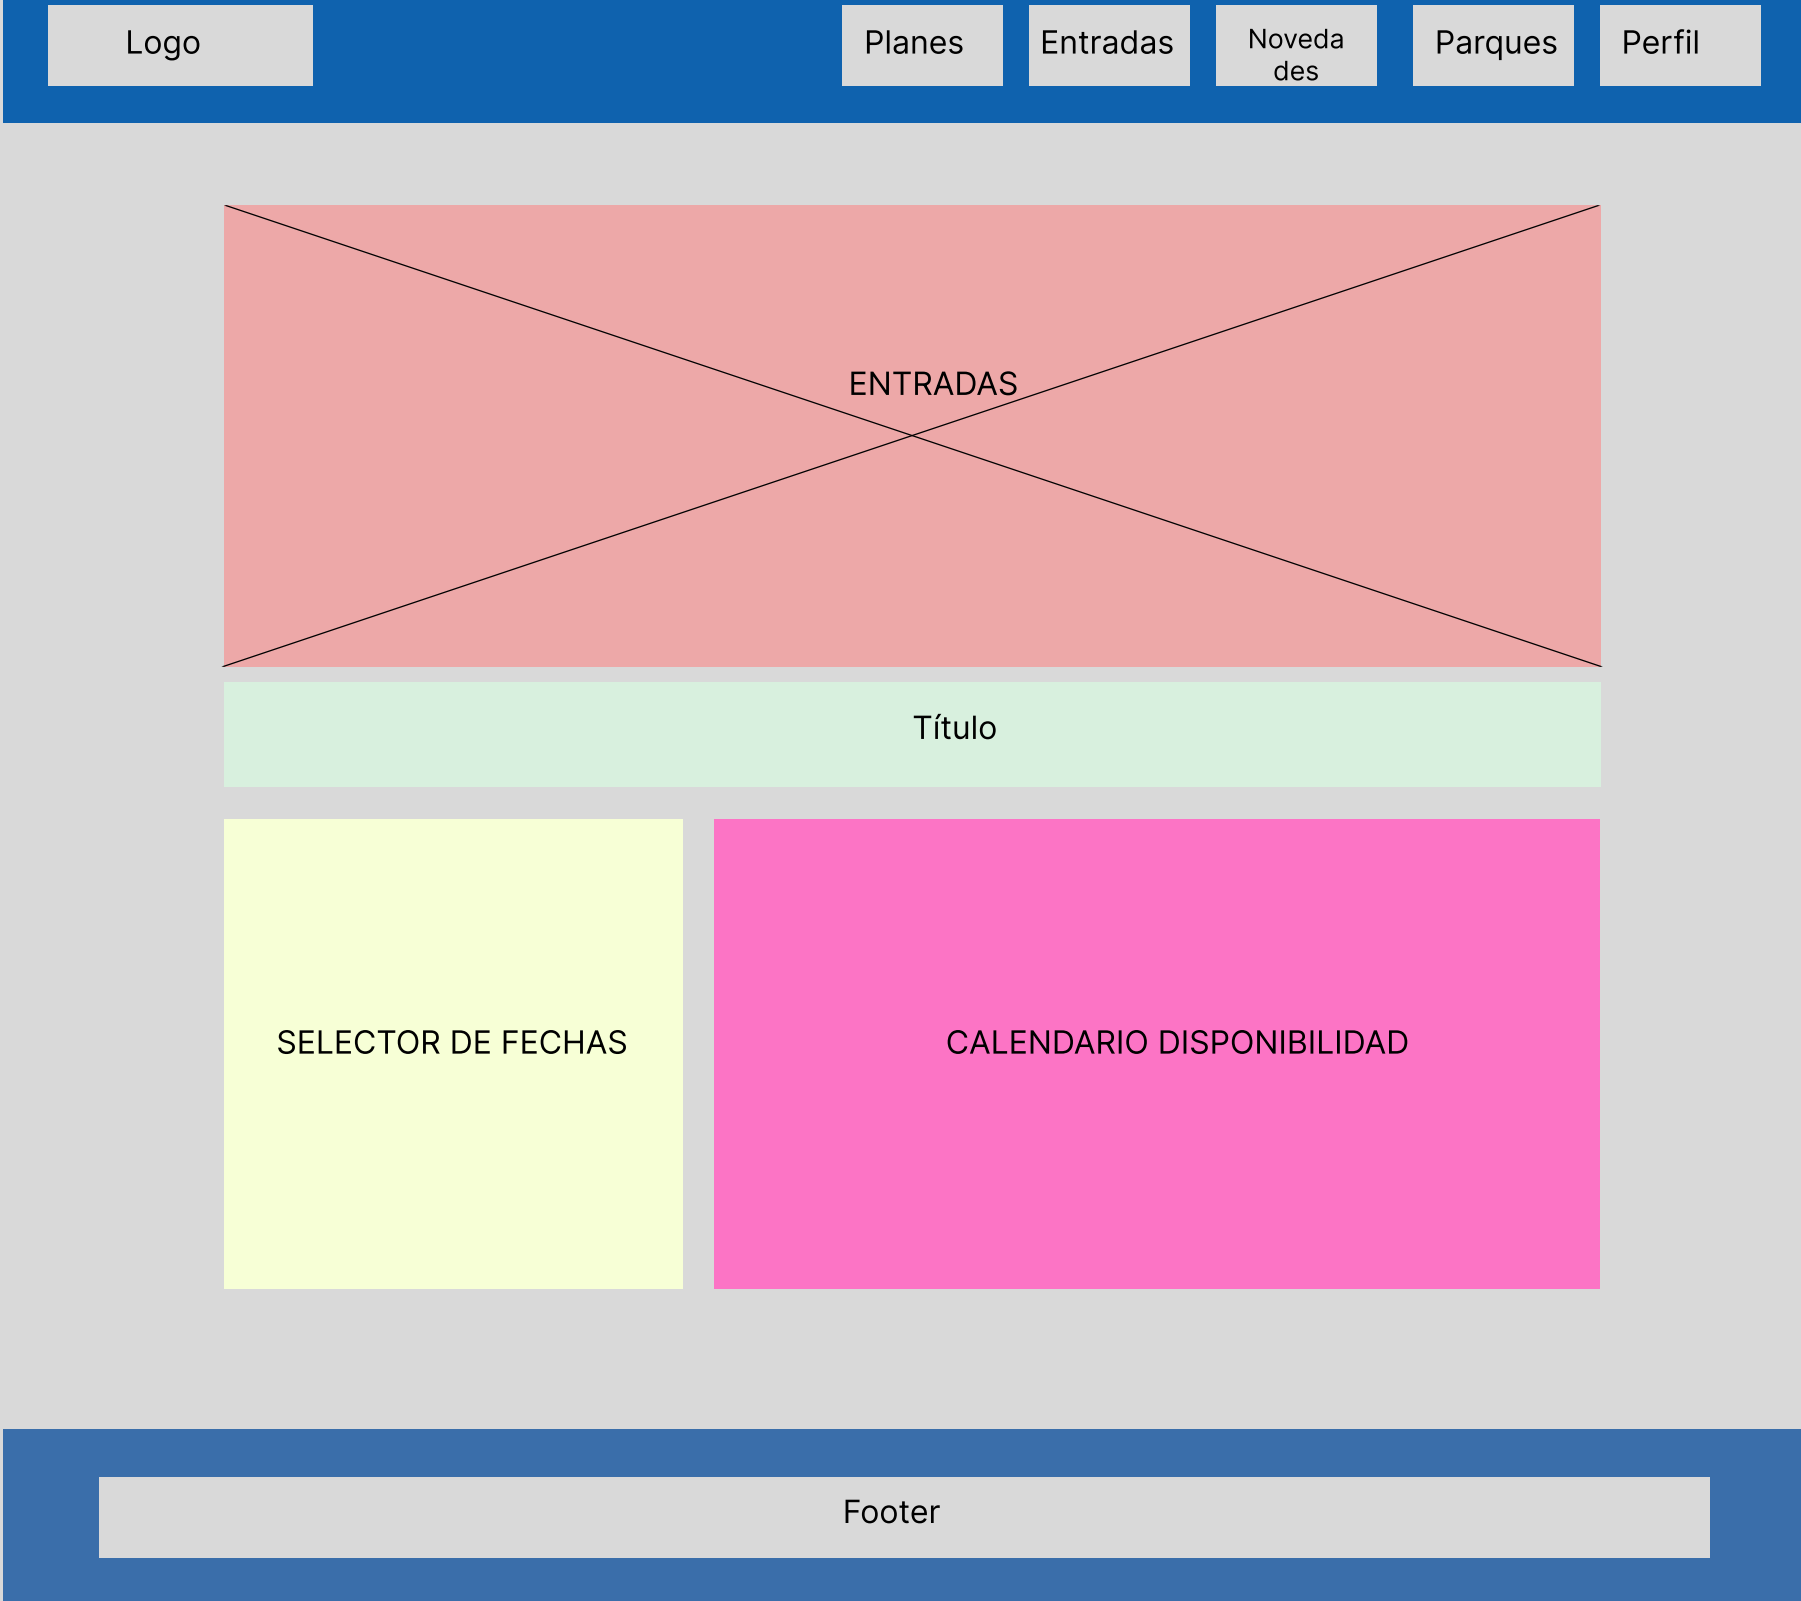 Logo
Planes
Entradas
Noveda
des
Parques
Perfil
ENTRADAS
Título
SELECTOR DE FECHAS
CALENDARIO DISPONIBILIDAD
Footer